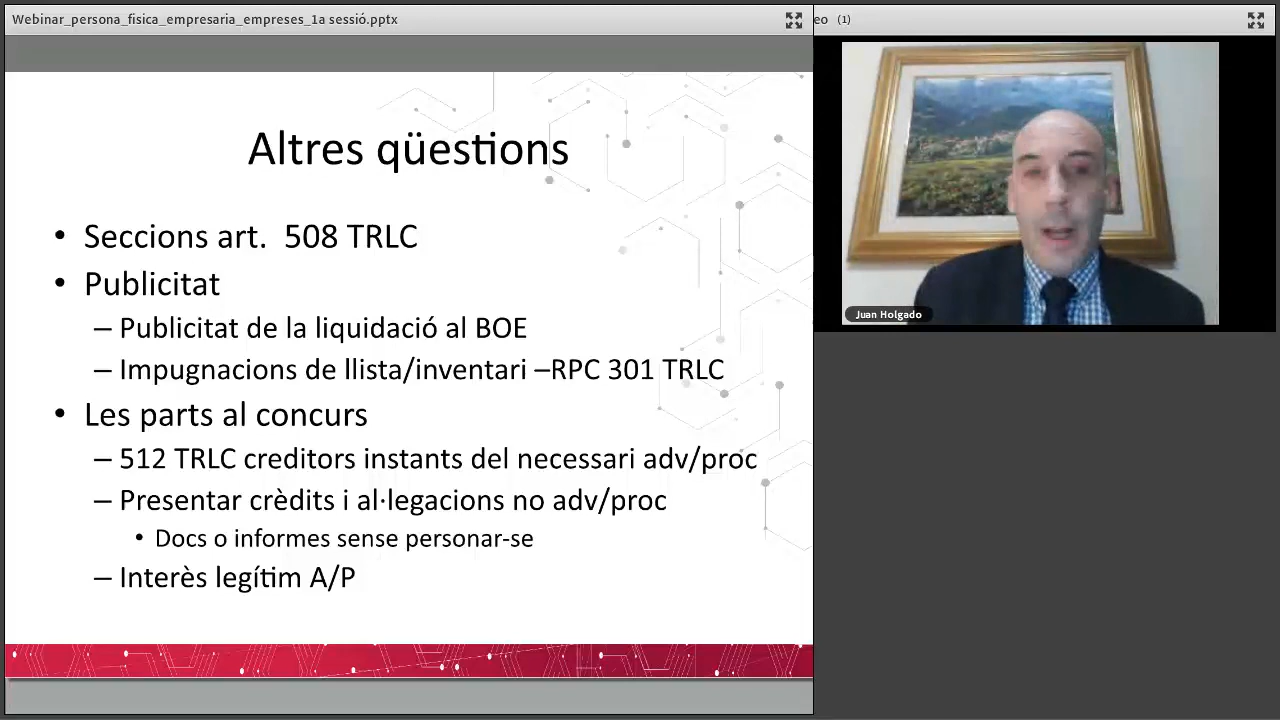 Webinar_persona_fisica_empresaria_empreses_1a sessió.pptx
eo (1)
Altres qüestions
• Seccions art. 508 TRLC
• Publicitat
– Publicitat de la liquidació al BOE
– Impugnacions de llista/inventari –RPC 301 TRLC
• Les parts al concurs
– 512 TRLC creditors instants del necessari adv/proc
– Presentar crèdits i al·legacions no adv/proc
• Docs o informes sense personar-se
– Interès legítim A/P
Juan Holgado